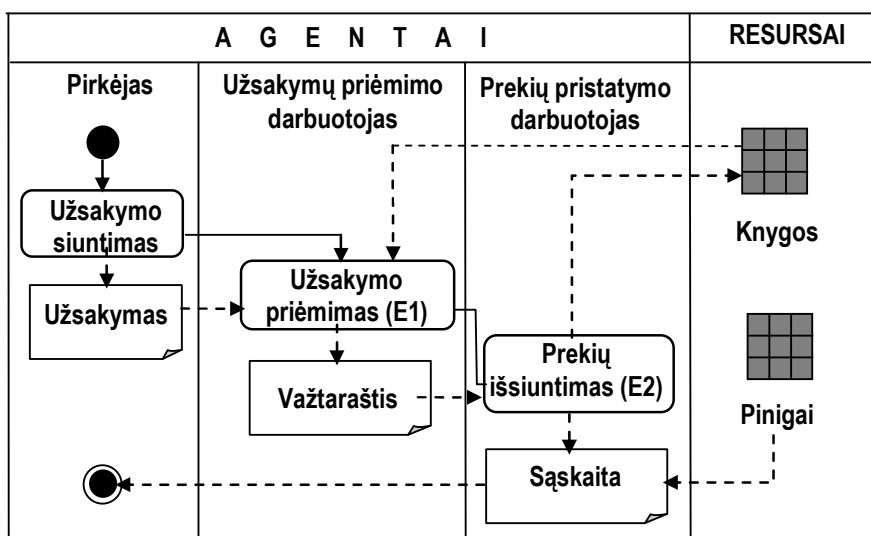 A G E N T A I
RESURSAI
Pirkėjas
Užsakymų priėmimo
darbuotojas
Prekių pristatymo
darbuotojas
Užsakymo
siuntimas
Knygos
Užsakymo
priėmimas (E1)
Užsakymas
Prekių
išsiuntimas (E2)
Važtaraštis
Pinigai
Sąskaita